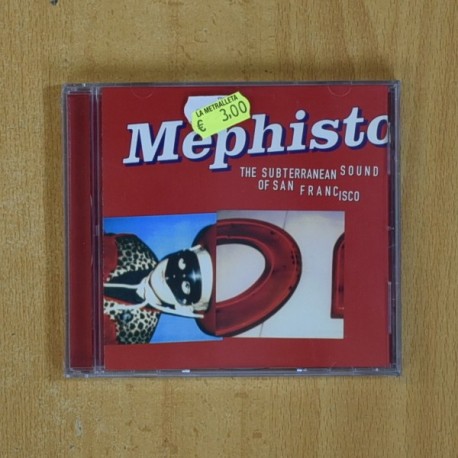 LA METRALLETA
€ 3.00
Mephisto
THE SUBTERRANEAN SOUND
OF SAN FRANCISCO